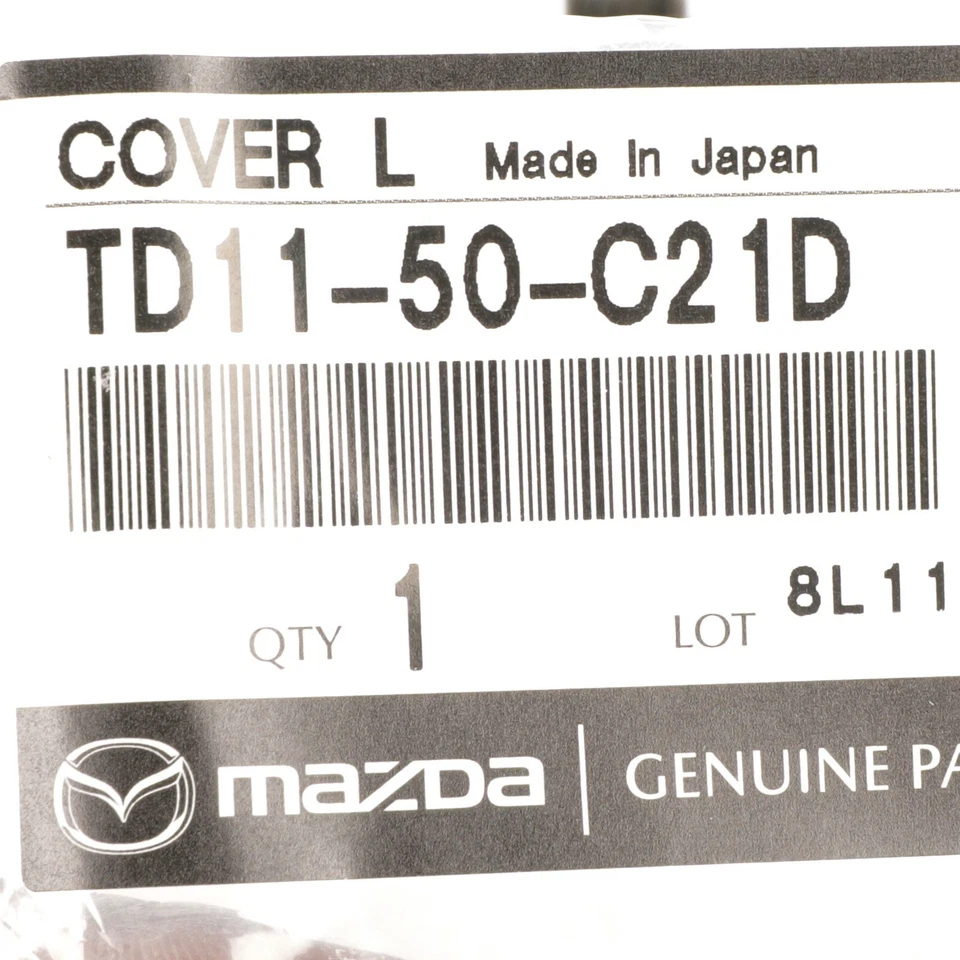 COVER L Made In Japan
TD11-50-C21D
QTY 1 LOT 8L11
mazda GENUINE PA